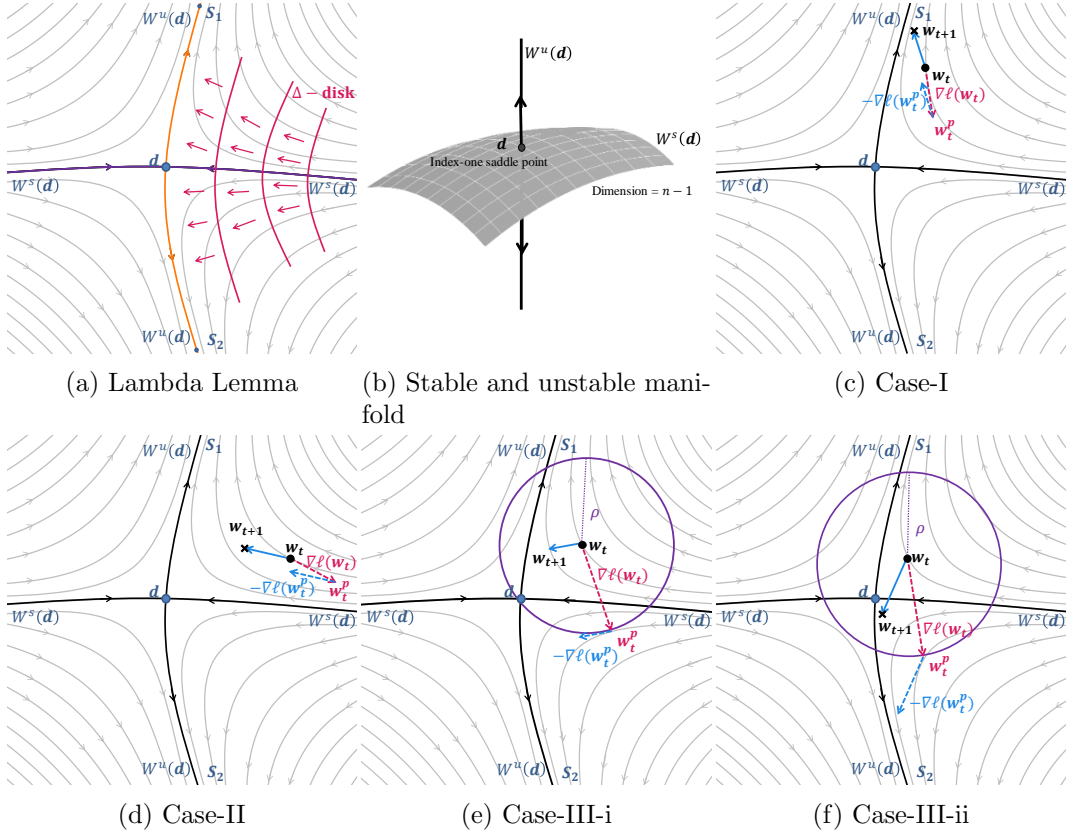 W^u(d)
S_1
Δ − disk
d
W^s(d)
W^s(d)
W^u(d)
S_2
(a) Lambda Lemma
W^u(d)
d
W^s(d)
Index-one saddle point
Dimension = n − 1
(b) Stable and unstable mani-
fold
W^u(d)
S_1
w_{t+1}
w_t
−∇ℓ(w_t^p)
∇ℓ(w_t)
w_t^p
d
W^s(d)
W^s(d)
W^u(d)
S_2
(c) Case-I
W^u(d)
S_1
w_{t+1}
w_t
∇ℓ(w_t)
−∇ℓ(w_t^p)
w_t^p
d
W^s(d)
W^s(d)
W^u(d)
S_2
(d) Case-II
W^u(d)
S_1
ρ
w_t
w_{t+1}
∇ℓ(w_t)
d
W^s(d)
W^s(d)
w_t^p
−∇ℓ(w_t^p)
W^u(d)
S_2
(e) Case-III-i
W^u(d)
S_1
ρ
w_t
d
W^s(d)
W^s(d)
w_{t+1}
∇ℓ(w_t)
w_t^p
−∇ℓ(w_t^p)
W^u(d)
S_2
(f) Case-III-ii